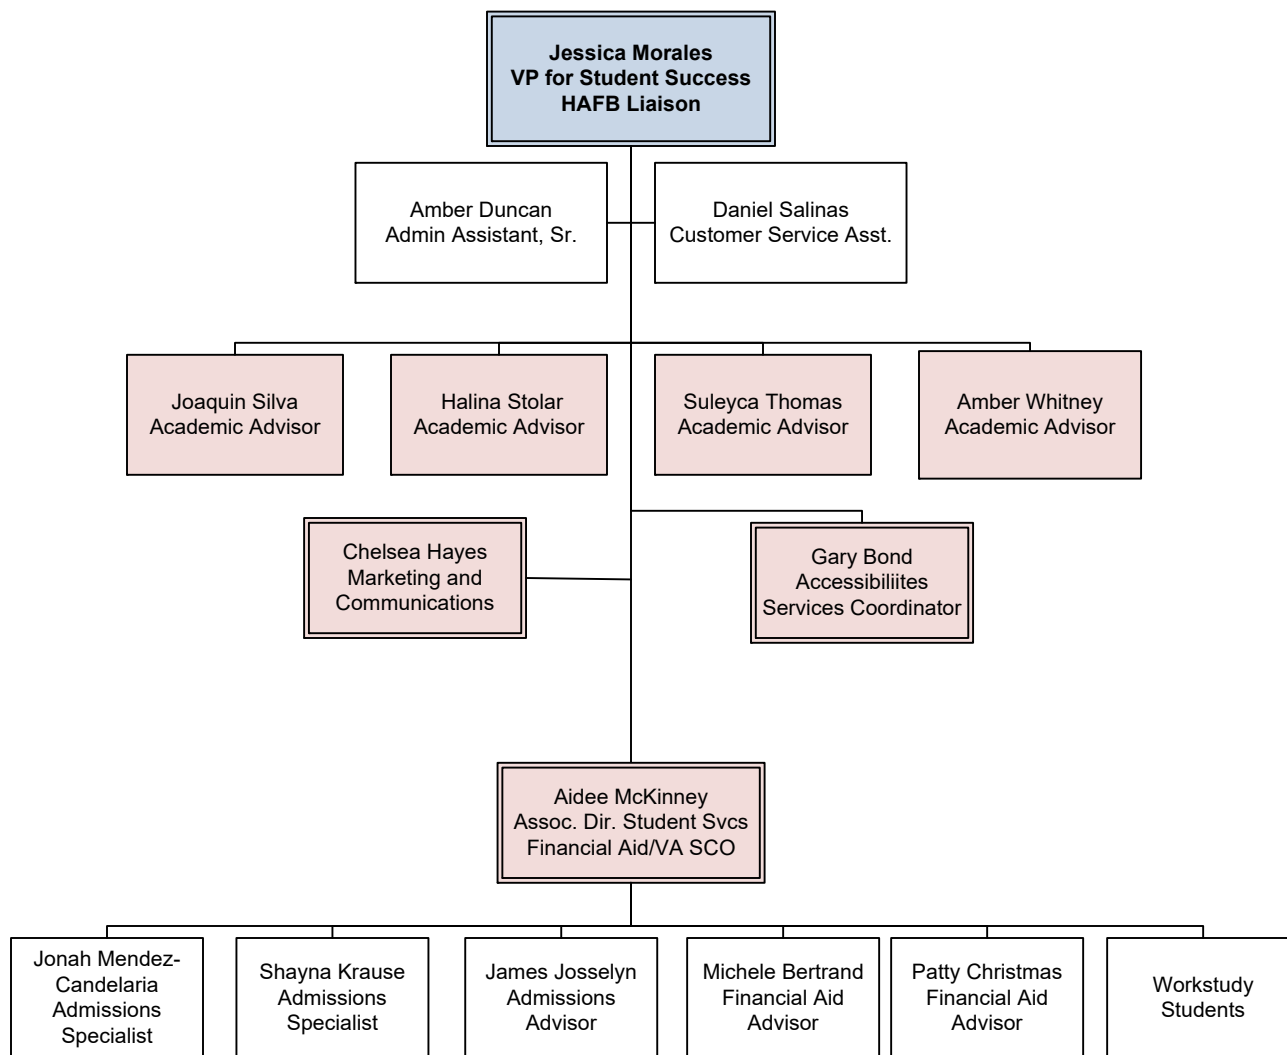 Jessica Morales
VP for Student Success
HAFB Liaison
Amber Duncan
Admin Assistant, Sr.
Daniel Salinas
Customer Service Asst.
Joaquin Silva
Academic Advisor
Halina Stolar
Academic Advisor
Suleyca Thomas
Academic Advisor
Amber Whitney
Academic Advisor
Chelsea Hayes
Marketing and
Communications
Gary Bond
Accessibiliites
Services Coordinator
Aidee McKinney
Assoc. Dir. Student Svcs
Financial Aid/VA SCO
Jonah Mendez-
Candelaria
Admissions
Specialist
Shayna Krause
Admissions
Specialist
James Josselyn
Admissions
Advisor
Michele Bertrand
Financial Aid
Advisor
Patty Christmas
Financial Aid
Advisor
Workstudy
Students